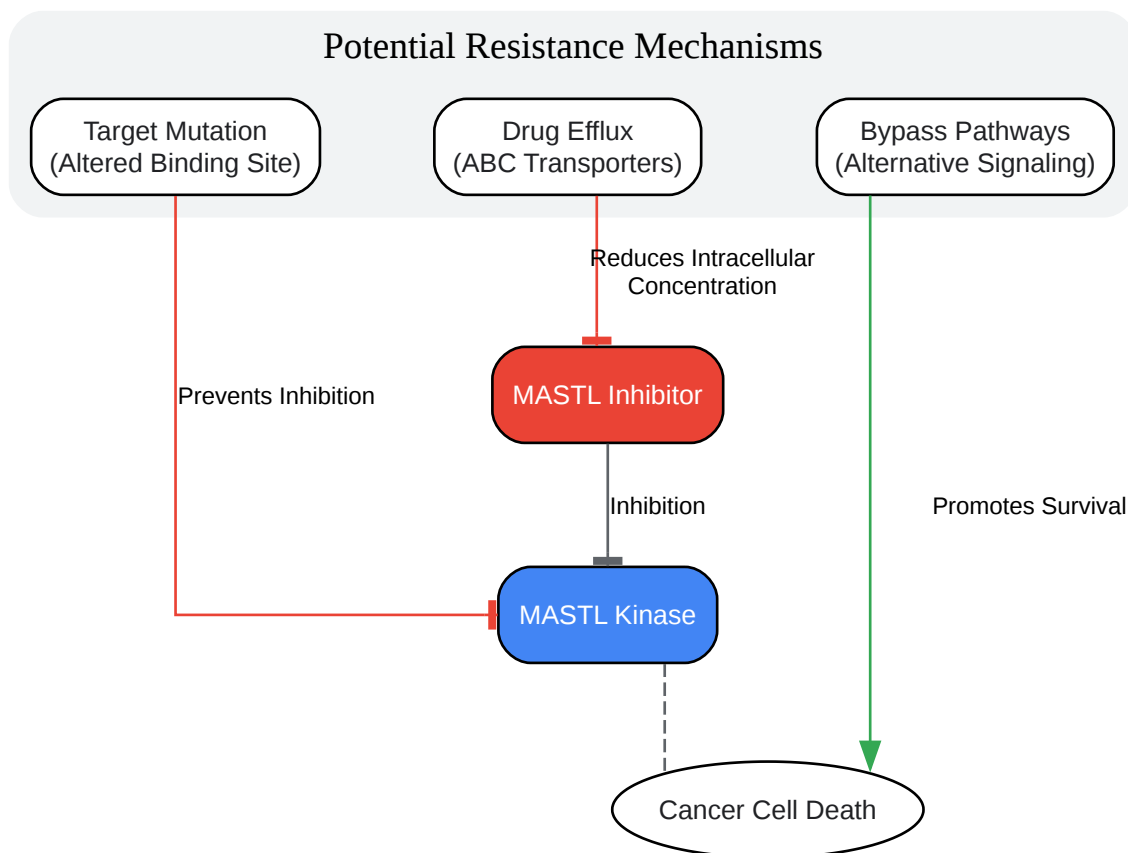 Potential Resistance Mechanisms
Target Mutation
(Altered Binding Site)
Drug Efflux
(ABC Transporters)
Bypass Pathways
(Alternative Signaling)
Reduces Intracellular
Concentration
MASTL Inhibitor
Prevents Inhibition
Inhibition
Promotes Survival
MASTL Kinase
Cancer Cell Death